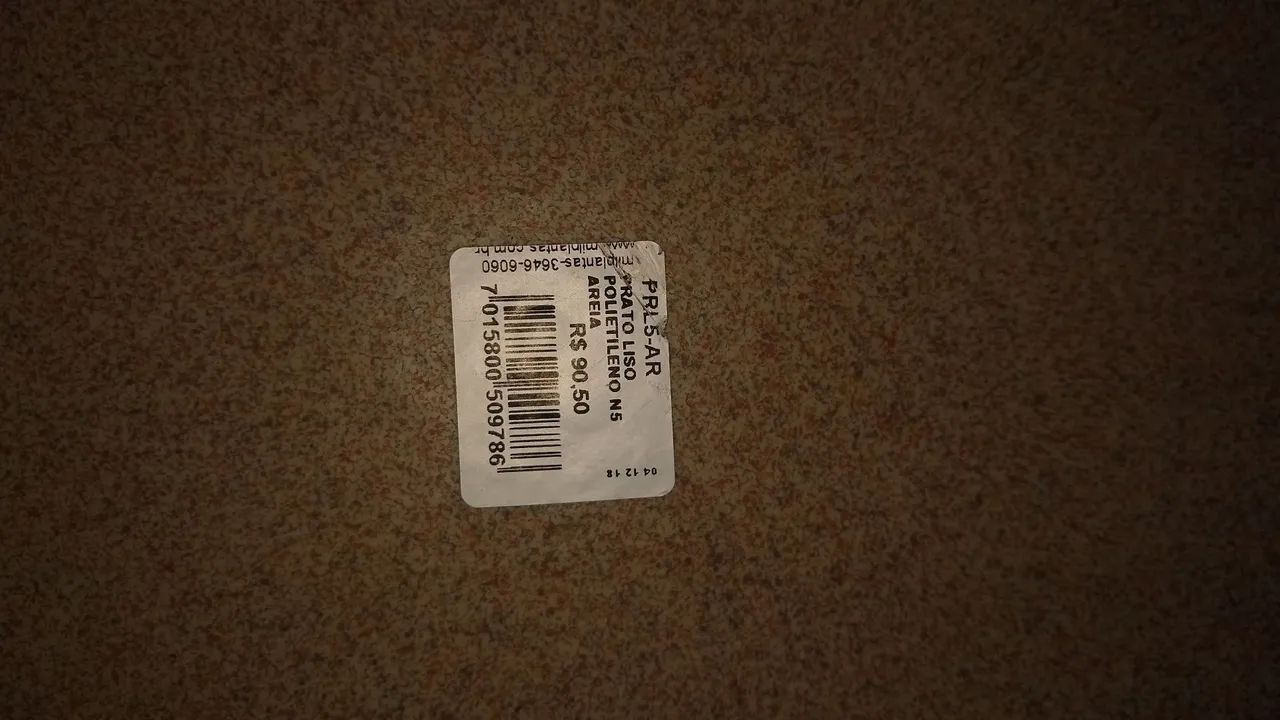 PRL5-AR
PRATO LISO
POLIETILENO N5
AREIA
R$ 90,50
7 015800 509786
milplantas-3646-6060
www.milplantas.com.br
04 12 18